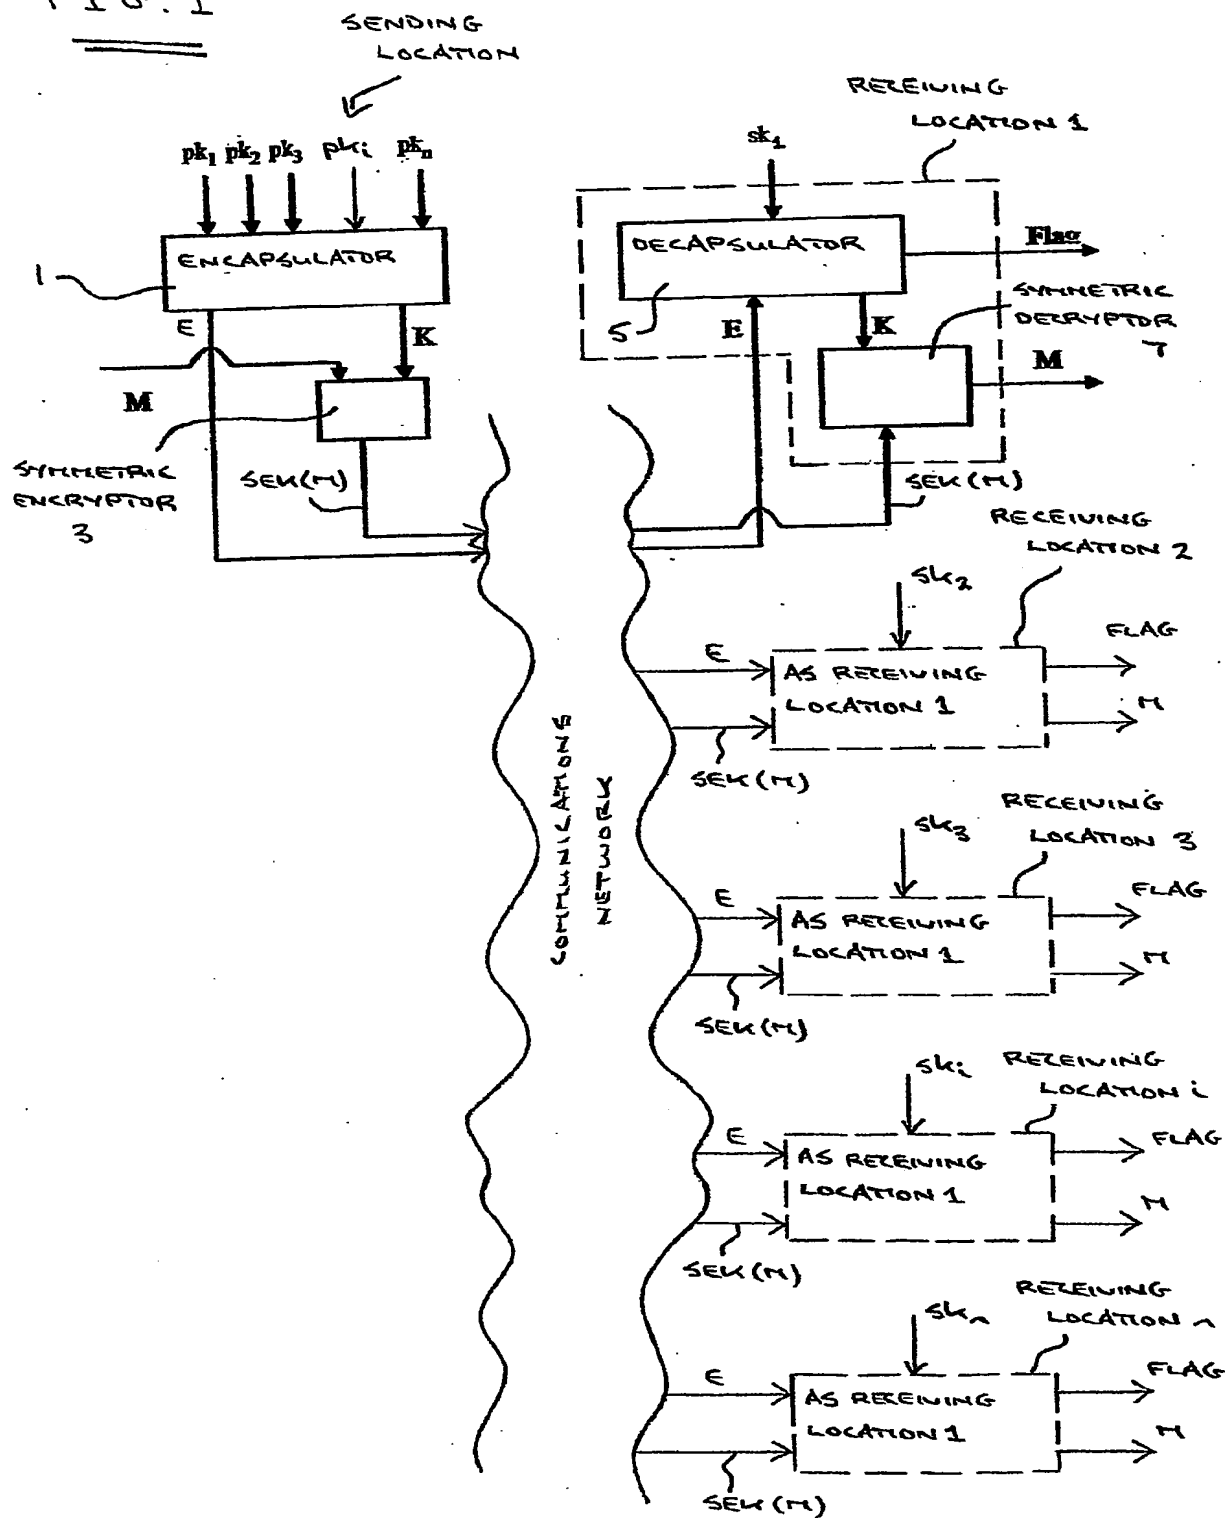 FIG. 1
SENDING
LOCATION
pk1 pk2 pk3 pki pkn
ENCAPSULATOR
1
E
K
M
SYMMETRIC
ENCRYPTOR
3
SEK(M)
RECEIVING
LOCATION 1
sk1
DECAPSULATOR
5
Flag
E
K
SYMMETRIC
DECRYPTOR
7
M
SEK(M)
COMMUNICATIONS
NETWORK
RECEIVING
LOCATION 2
sk2
E
AS RECEIVING
LOCATION 1
FLAG
M
SEK(M)
RECEIVING
LOCATION 3
sk3
E
AS RECEIVING
LOCATION 1
FLAG
M
SEK(M)
RECEIVING
LOCATION i
ski
E
AS RECEIVING
LOCATION 1
FLAG
M
SEK(M)
RECEIVING
LOCATION n
skn
E
AS RECEIVING
LOCATION 1
FLAG
M
SEK(M)